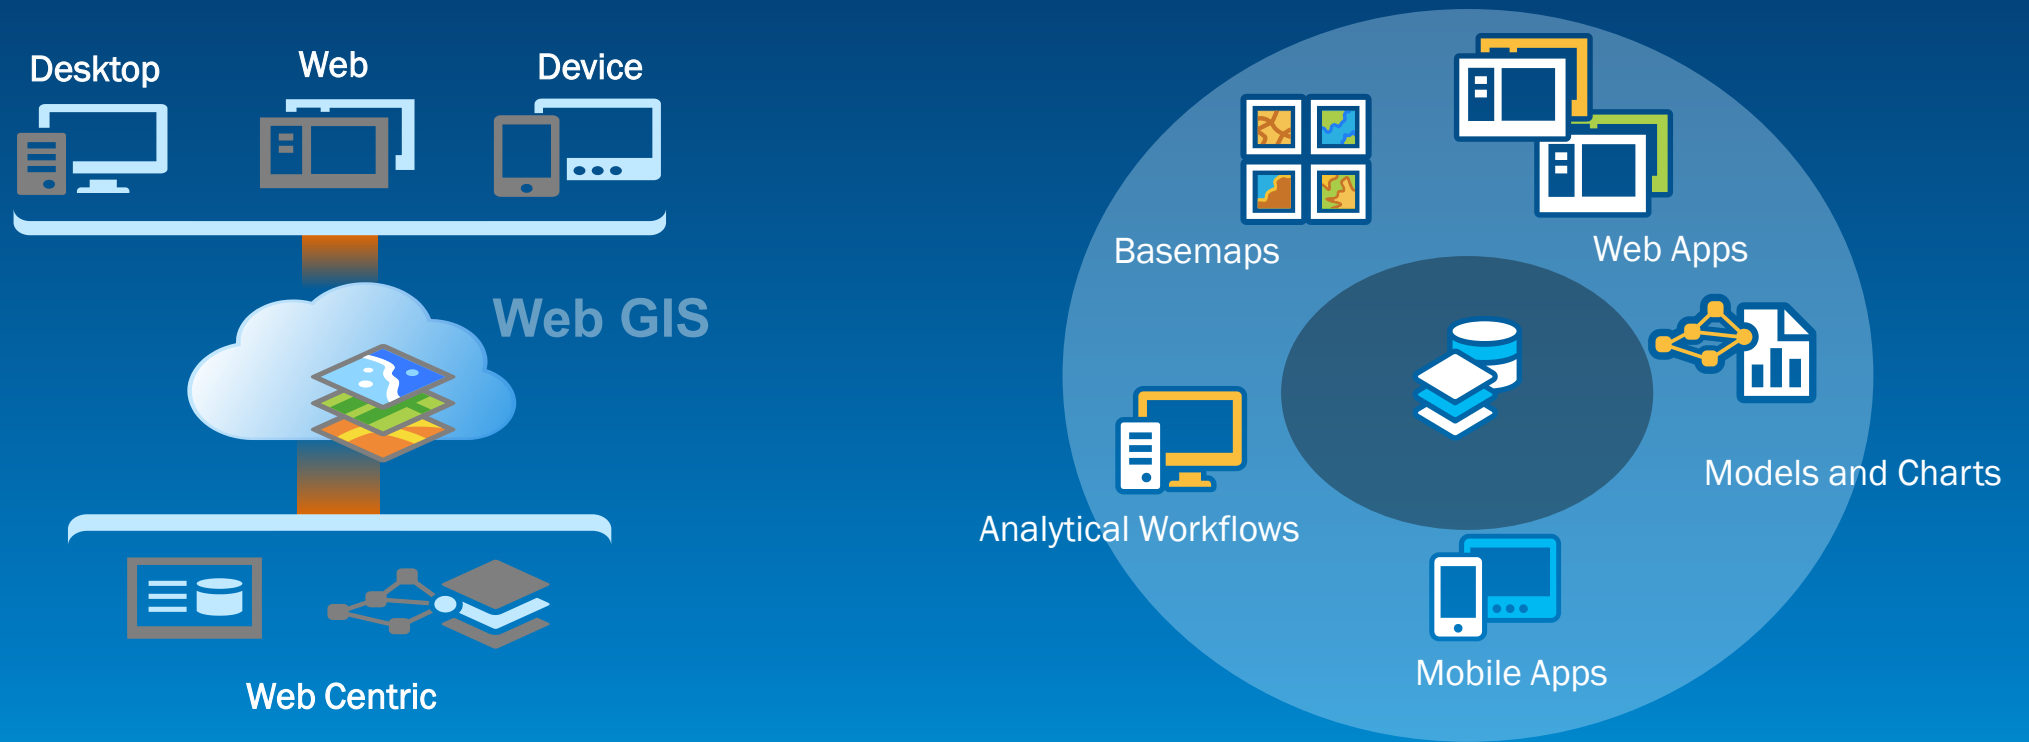 Desktop
Web
Device
Web GIS
Web Centric
Basemaps
Web Apps
Models and Charts
Analytical Workflows
Mobile Apps